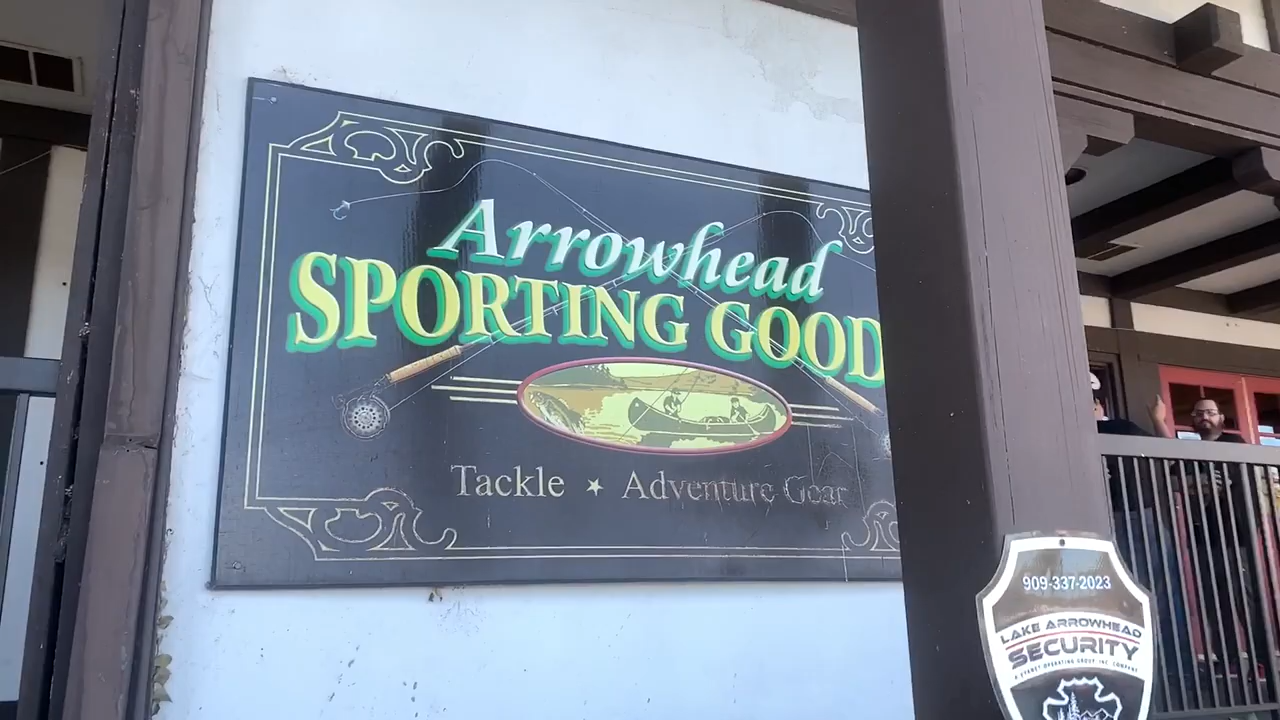 Arrowhead
SPORTING GOOD
Tackle ★ Adventure Gear
909-337-2023
LAKE ARROWHEAD
SECURITY